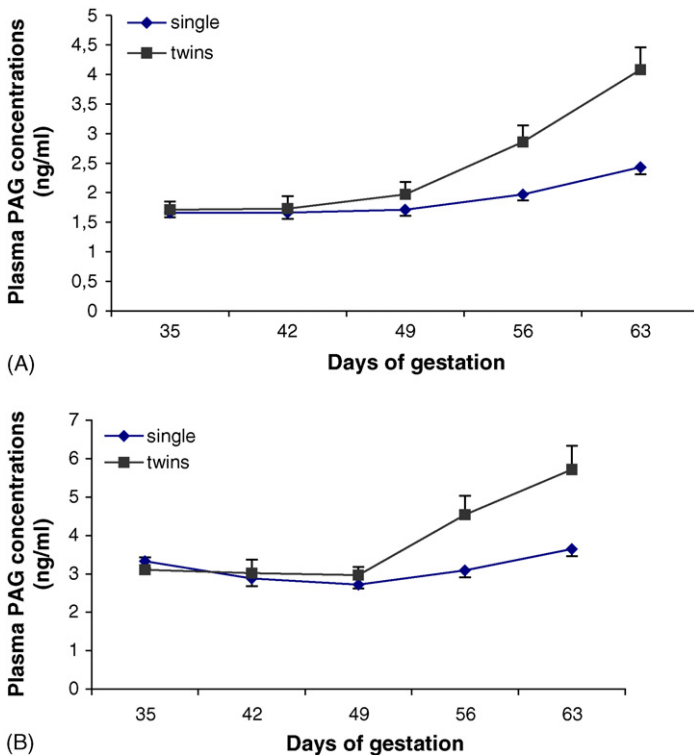 5
4,5
4
3,5
3
2,5
2
1,5
1
0,5
0
single
twins
Plasma PAG concentrations
(ng/ml)
35 42 49 56 63
Days of gestation
(A)
7
6
5
4
3
2
1
0
single
twins
Plasma PAG concentrations
(ng/ml)
35 42 49 56 63
Days of gestation
(B)